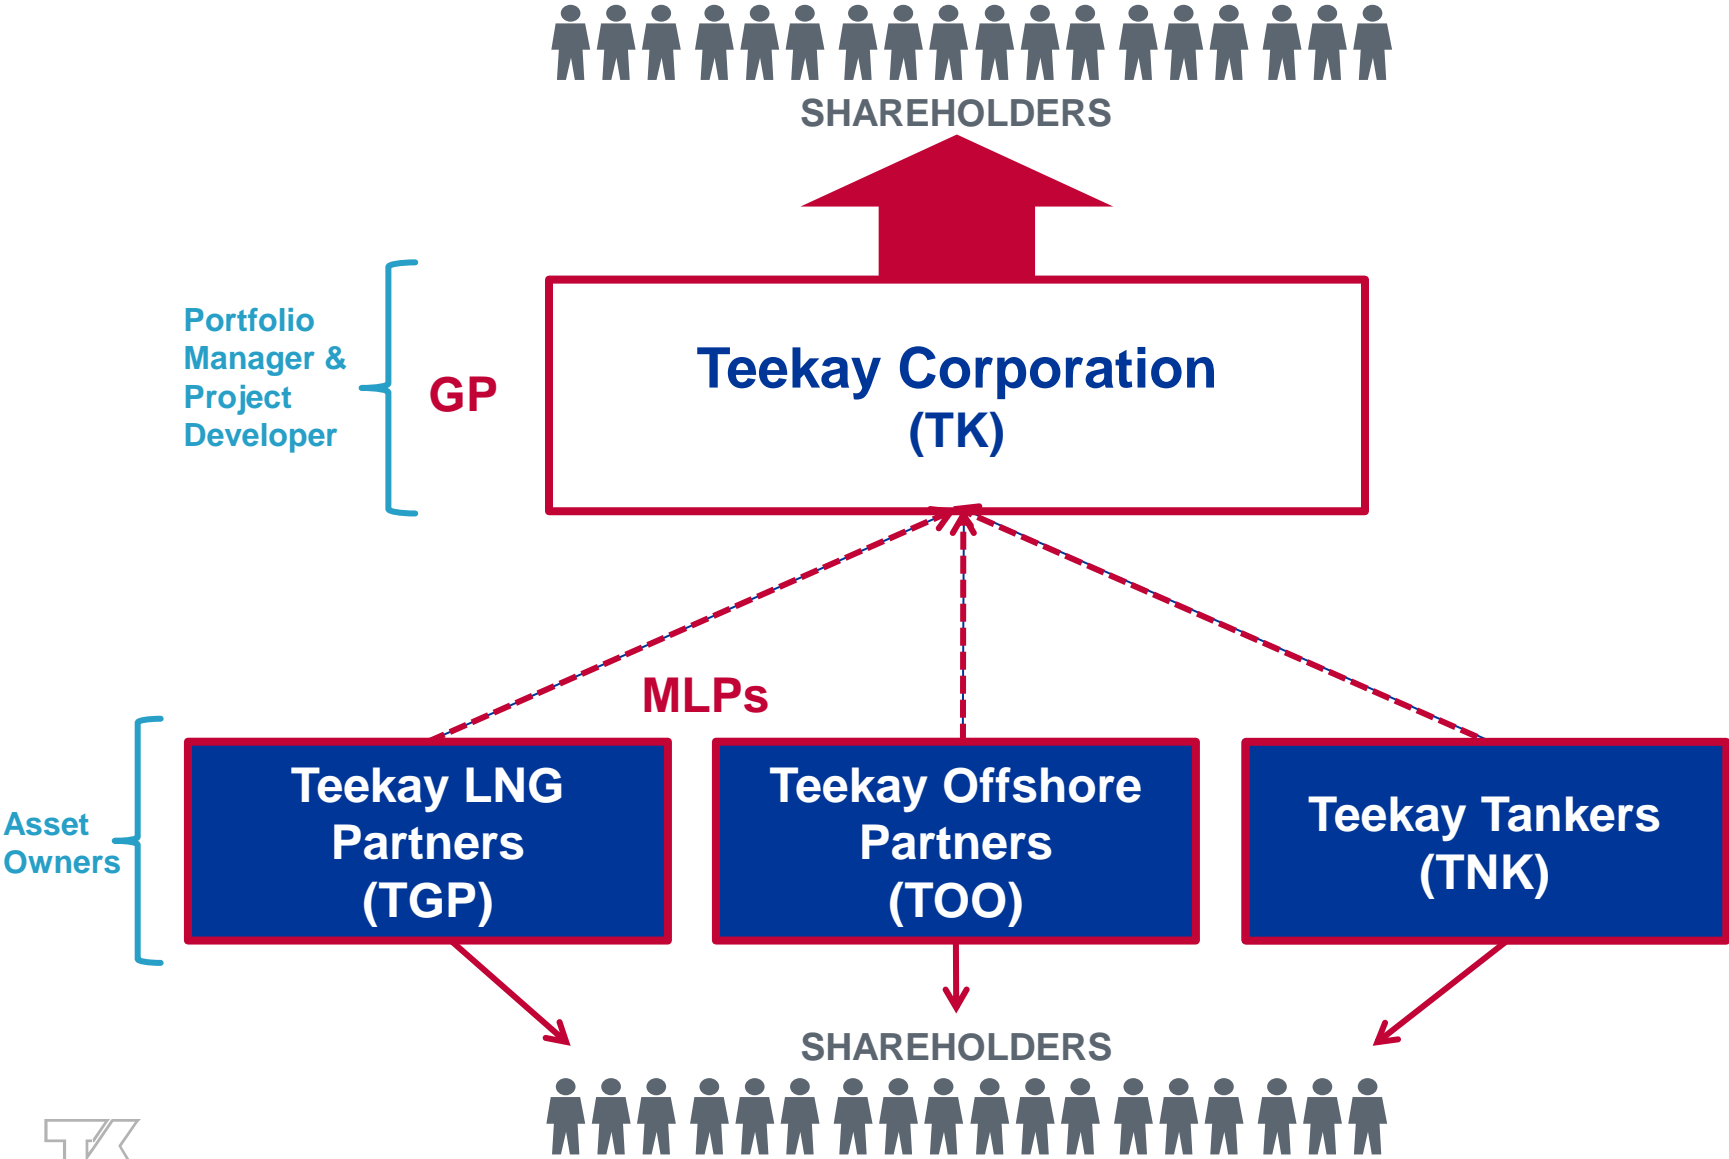 SHAREHOLDERS
Portfolio
Manager &
Project
Developer
GP
Teekay Corporation
(TK)
MLPs
Asset
Owners
Teekay LNG
Partners
(TGP)
Teekay Offshore
Partners
(TOO)
Teekay Tankers
(TNK)
SHAREHOLDERS
TK